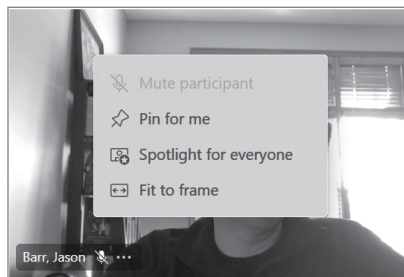 Mute participant
Pin for me
Spotlight for everyone
Fit to frame
Barr, Jason